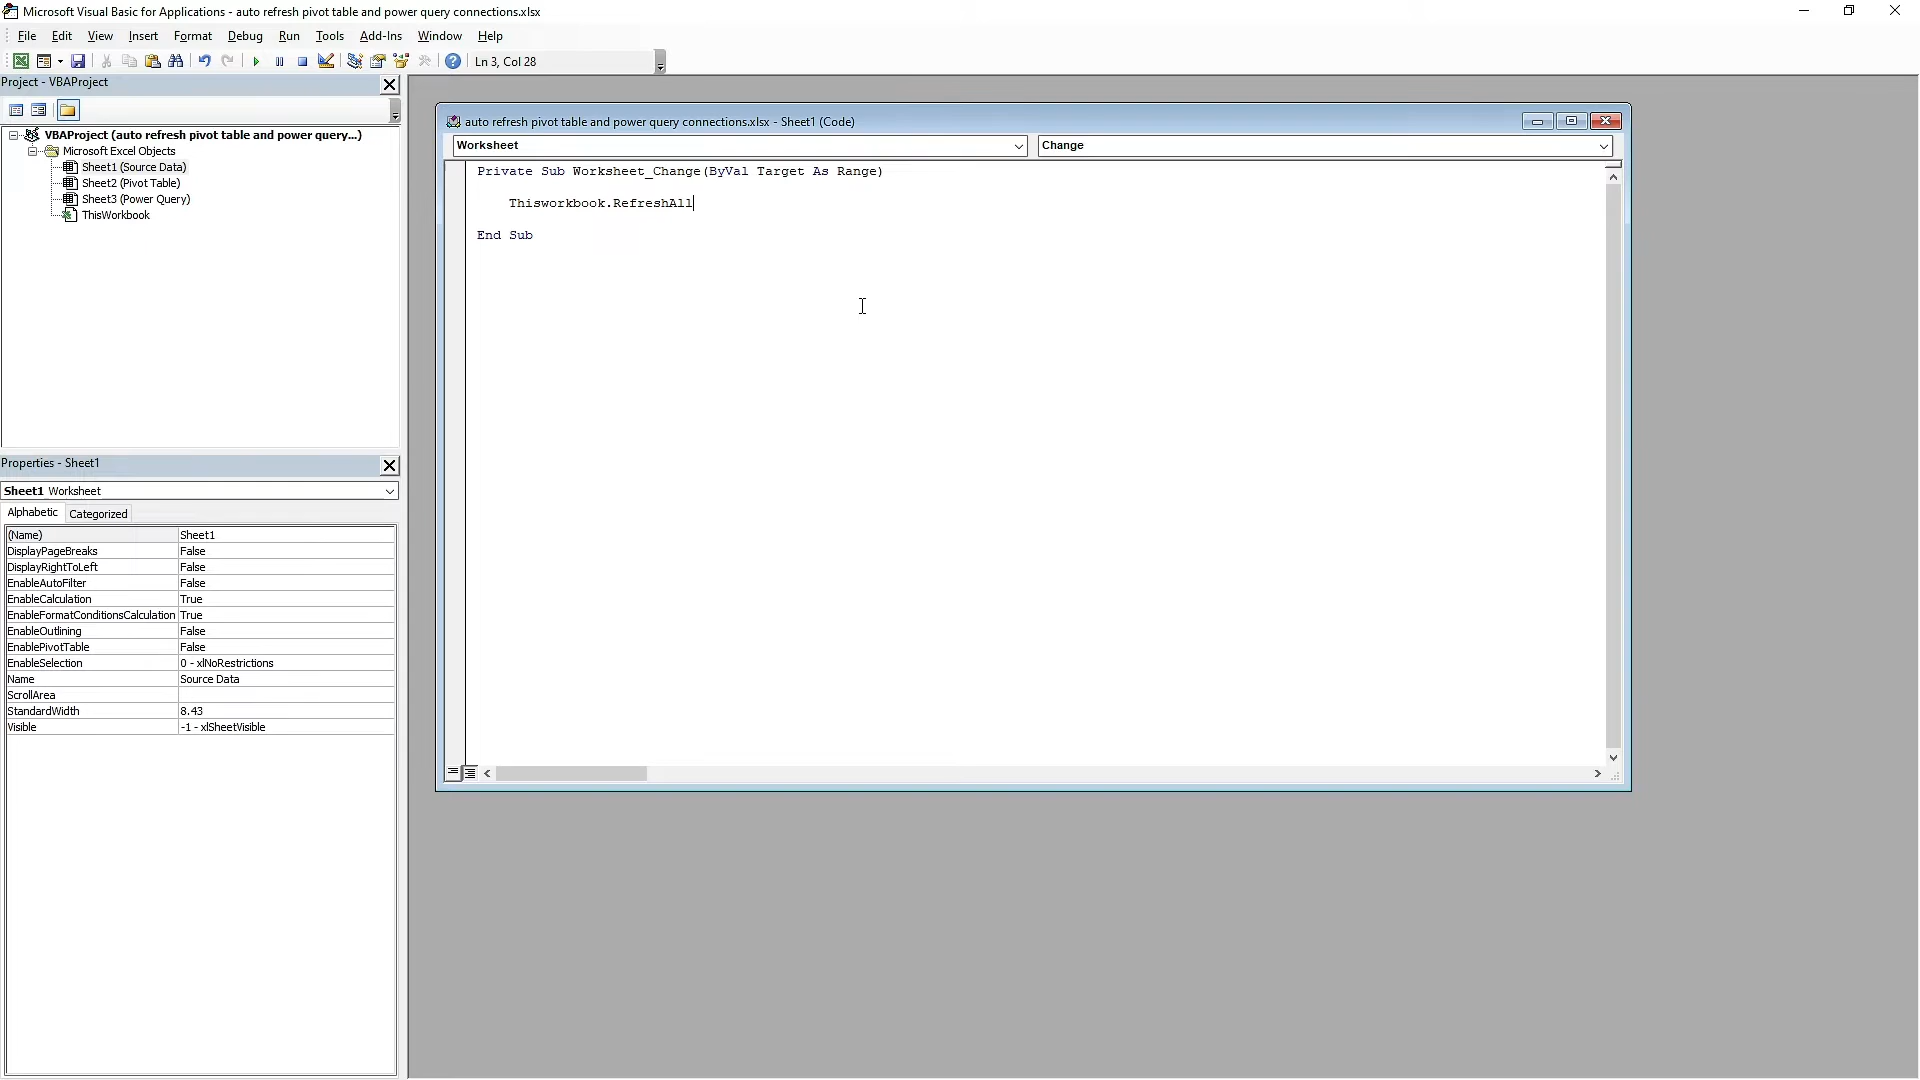 Microsoft Visual Basic for Applications - auto refresh pivot table and power query connections.xlsx
File Edit View Insert Format Debug Run Tools Add-Ins Window Help
Ln 3, Col 28
Project - VBAProject
VBAProject (auto refresh pivot table and power query...)
Microsoft Excel Objects
Sheet1 (Source Data)
Sheet2 (Pivot Table)
Sheet3 (Power Query)
ThisWorkbook
Properties - Sheet1
Sheet1 Worksheet
Alphabetic Categorized
(Name) Sheet1
DisplayPageBreaks False
DisplayRightToLeft False
EnableAutoFilter False
EnableCalculation True
EnableFormatConditionsCalculation True
EnableOutlining False
EnablePivotTable False
EnableSelection 0 - xlNoRestrictions
Name Source Data
ScrollArea
StandardWidth 8.43
Visible -1 - xlSheetVisible
auto refresh pivot table and power query connections.xlsx - Sheet1 (Code)
Worksheet Change
Private Sub Worksheet_Change(ByVal Target As Range)
Thisworkbook.RefreshAll
End Sub